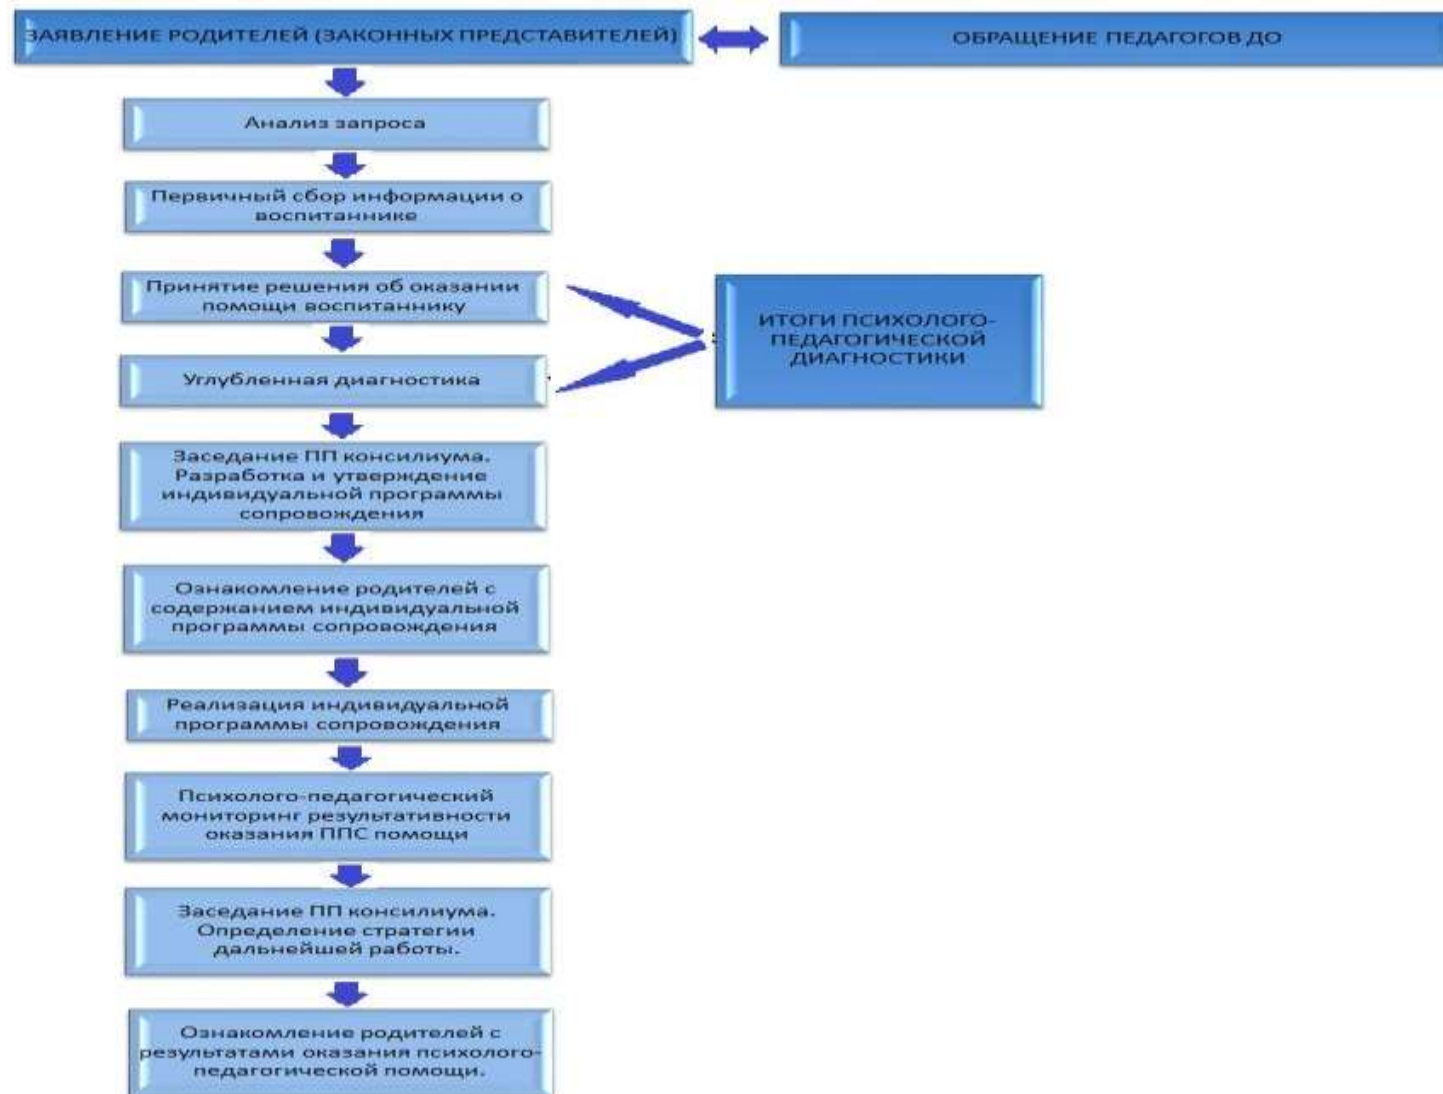 ЗАЯВЛЕНИЕ РОДИТЕЛЕЙ (ЗАКОННЫХ ПРЕДСТАВИТЕЛЕЙ)
ОБРАЩЕНИЕ ПЕДАГОГОВ ДО
Анализ запроса
Первичный сбор информации о
воспитаннике
Принятие решения об оказании
помощи воспитаннику
ИТОГИ ПСИХОЛОГО-
ПЕДАГОГИЧЕСКОЙ
ДИАГНОСТИКИ
Углубленная диагностика
Заседание ПП консилиума.
Разработка и утверждение
индивидуальной программы
сопровождения
Ознакомление родителей с
содержанием индивидуальной
программы сопровождения
Реализация индивидуальной
программы сопровождения
Психолого-педагогический
мониторинг результативности
оказания ППС помощи
Заседание ПП консилиума.
Определение стратегии
дальнейшей работы.
Ознакомление родителей с
результатами оказания психолого-
педагогической помощи.